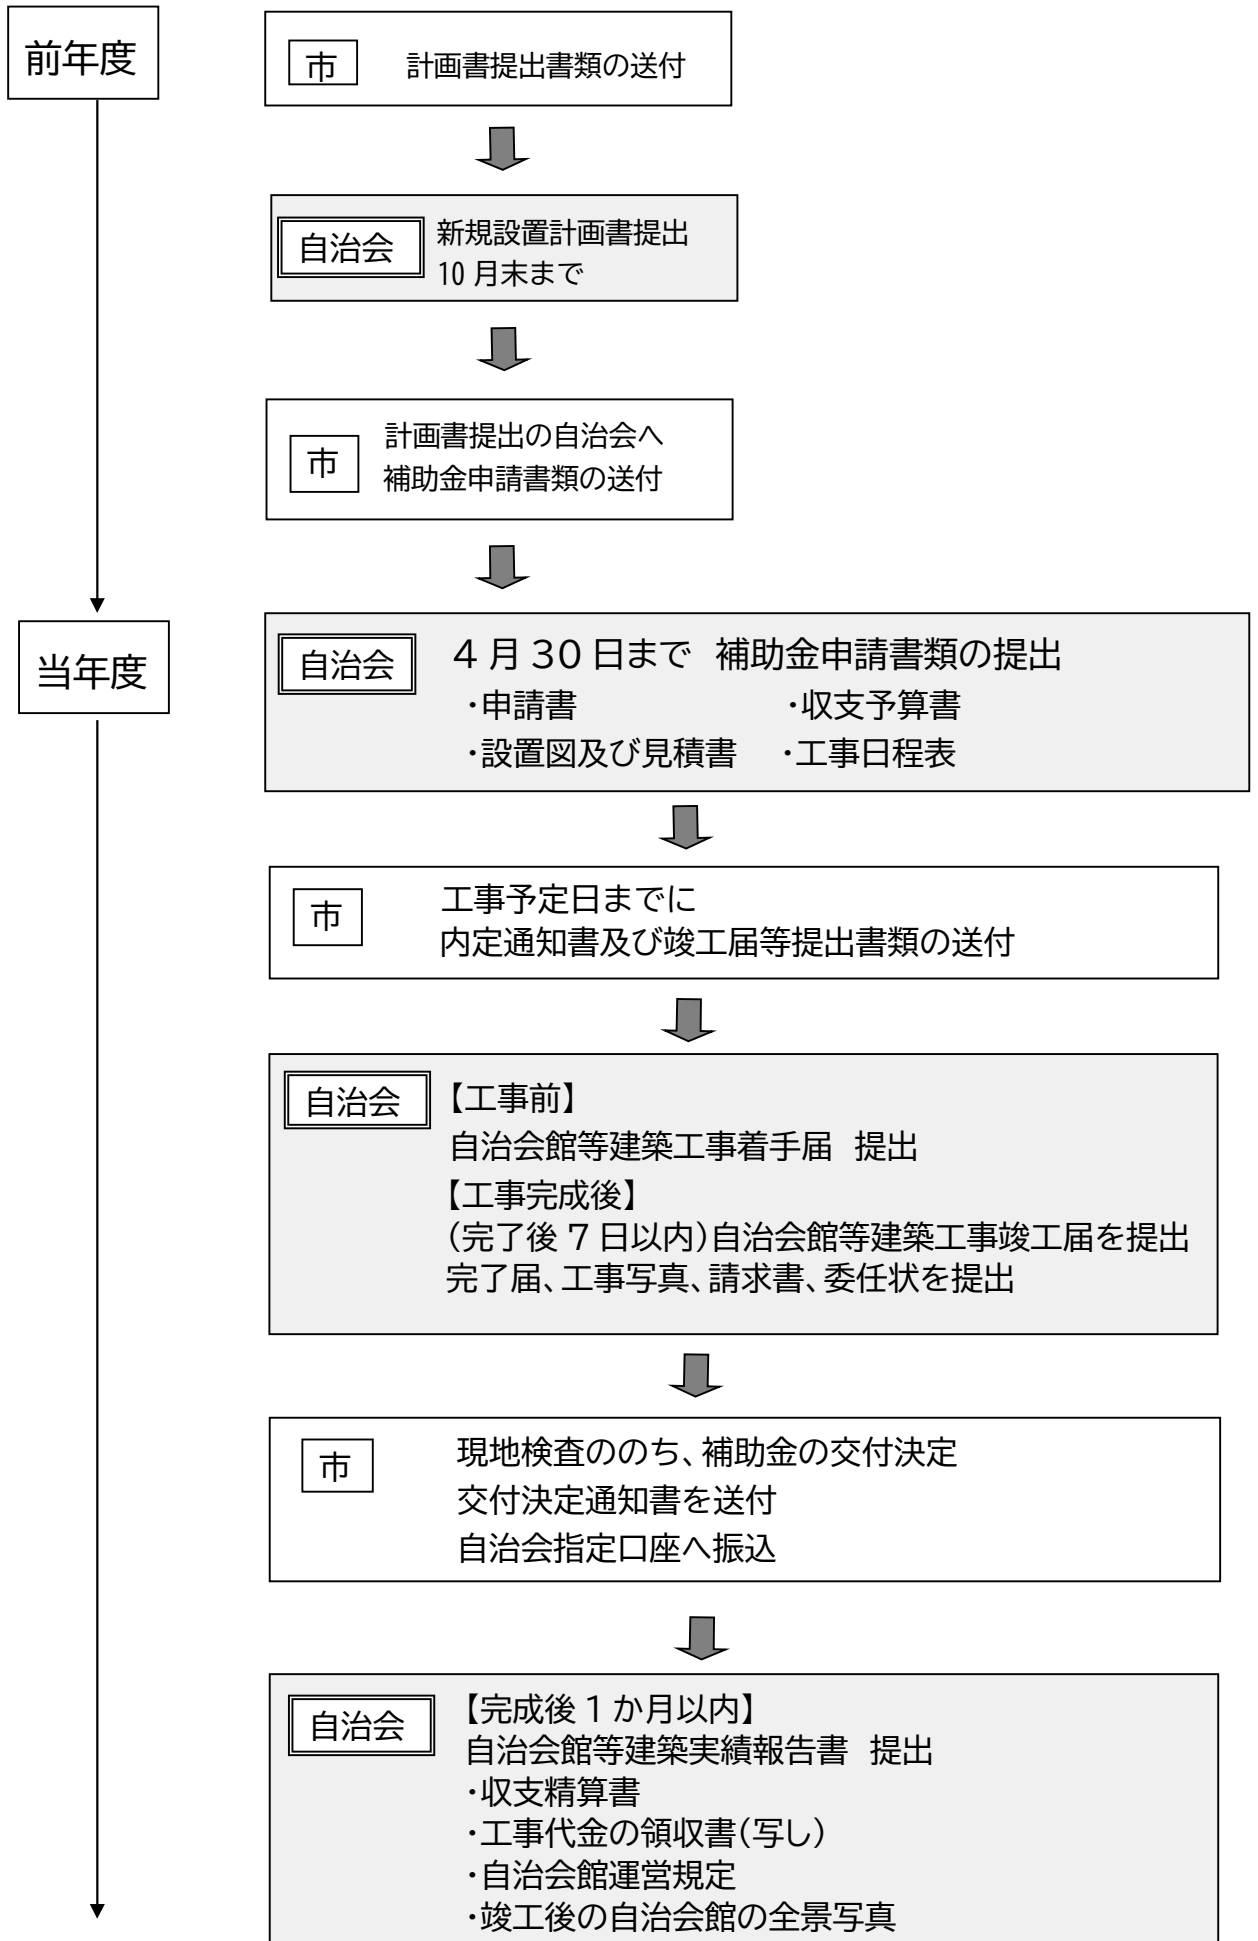 前年度
市 計画書提出書類の送付
自治会 新規設置計画書提出
10月末まで
市 計画書提出の自治会へ
補助金申請書類の送付
当年度
自治会 4月30日まで 補助金申請書類の提出
・申請書 ・収支予算書
・設置図及び見積書 ・工事日程表
市 工事予定日までに
内定通知書及び竣工届等提出書類の送付
自治会 【工事前】
自治会館等建築工事着手届 提出
【工事完成後】
(完了後7日以内)自治会館等建築工事竣工届を提出
完了届、工事写真、請求書、委任状を提出
市 現地検査ののち、補助金の交付決定
交付決定通知書を送付
自治会指定口座へ振込
自治会 【完成後1か月以内】
自治会館等建築実績報告書 提出
・収支精算書
・工事代金の領収書(写し)
・自治会館運営規定
・竣工後の自治会館の全景写真